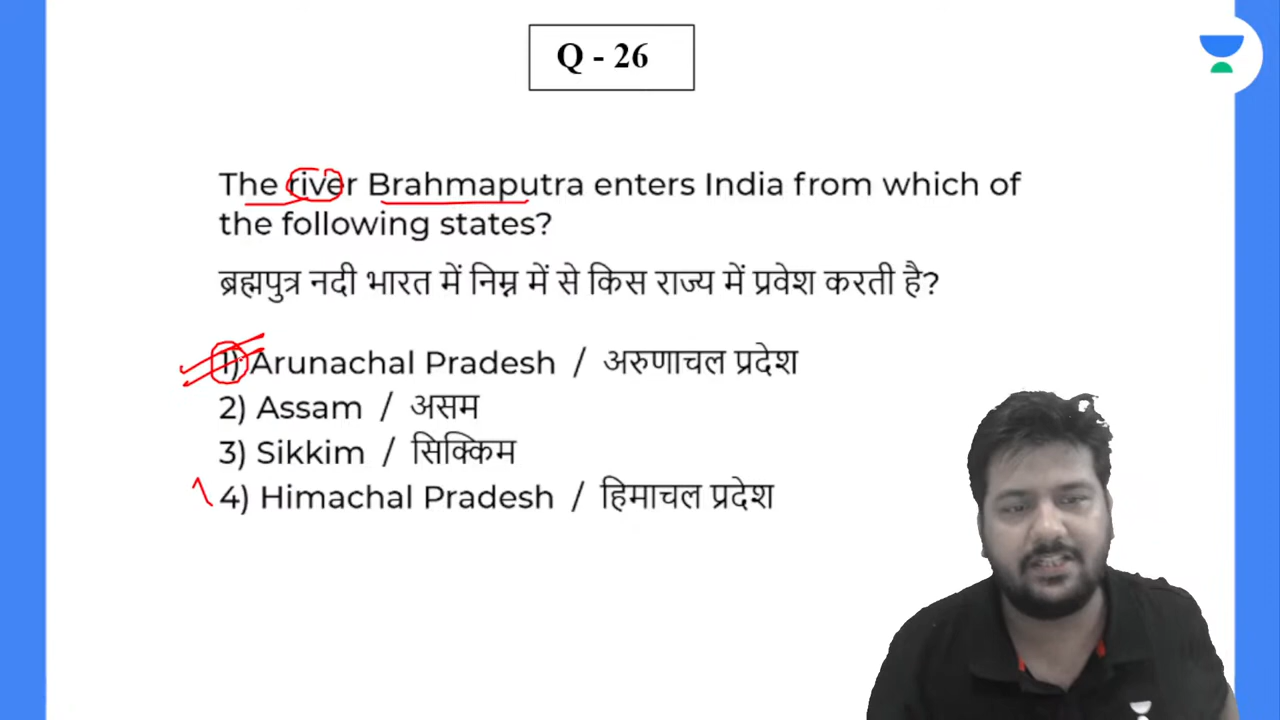 Q - 26
The river Brahmaputra enters India from which of
the following states?
ब्रह्मपुत्र नदी भारत में निम्न में से किस राज्य में प्रवेश करती है?
1) Arunachal Pradesh / अरुणाचल प्रदेश
2) Assam / असम
3) Sikkim / सिक्किम
4) Himachal Pradesh / हिमाचल प्रदेश